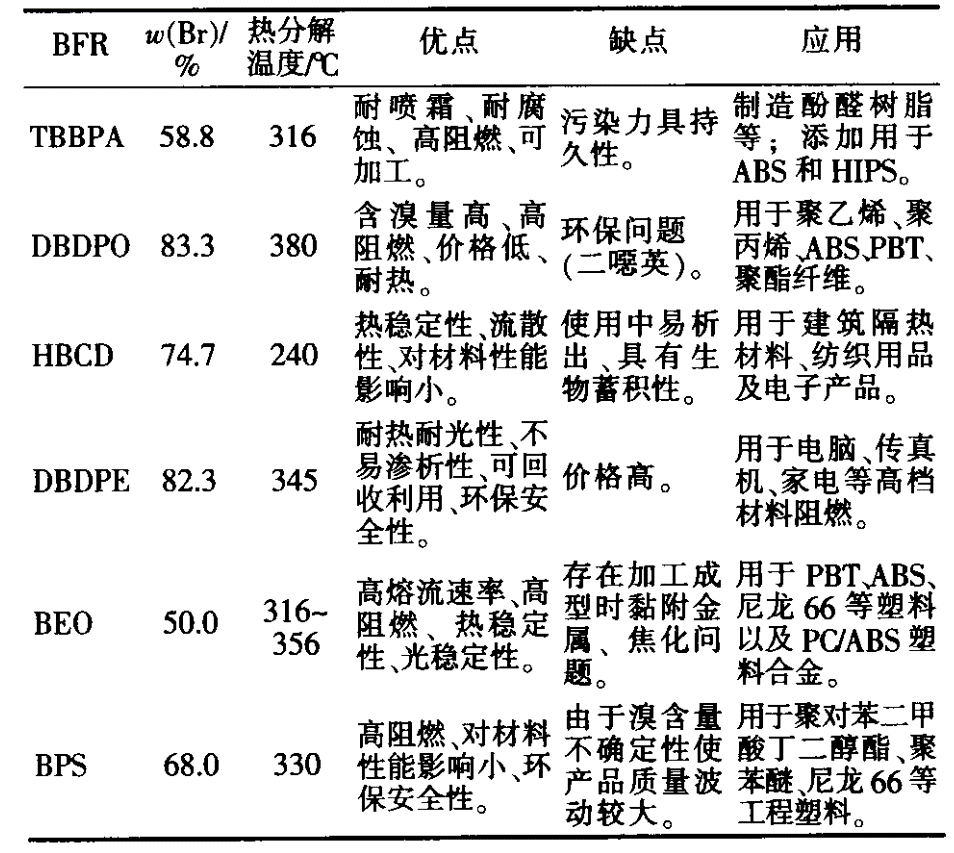 BFR w(Br)/% 热分解温度/℃ 优点 缺点 应用
TBBPA 58.8 316 耐喷霜、耐腐蚀、高阻燃、可加工。 污染力具持久性。 制造酚醛树脂等；添加用于ABS和HIPS。
DBDPO 83.3 380 含溴量高、高阻燃、价格低、耐热。 环保问题(二噁英)。 用于聚乙烯、聚丙烯、ABS、PBT、聚酯纤维。
HBCD 74.7 240 热稳定性、流散性、对材料性能影响小。 使用中易析出、具有生物蓄积性。 用于建筑隔热材料、纺织用品及电子产品。
DBDPE 82.3 345 耐热耐光性、不易渗析性、可回收利用、环保安全性。 价格高。 用于电脑、传真机、家电等高档材料阻燃。
BEO 50.0 316~356 高熔流速率、高阻燃、热稳定性、光稳定性。 存在加工成型时黏附金属、焦化问题。 用于PBT、ABS、尼龙66等塑料以及PC/ABS塑料合金。
BPS 68.0 330 高阻燃、对材料性能影响小、环保安全性。 由于溴含量不确定性使产品质量波动较大。 用于聚对苯二甲酸丁二醇酯、聚苯醚、尼龙66等工程塑料。